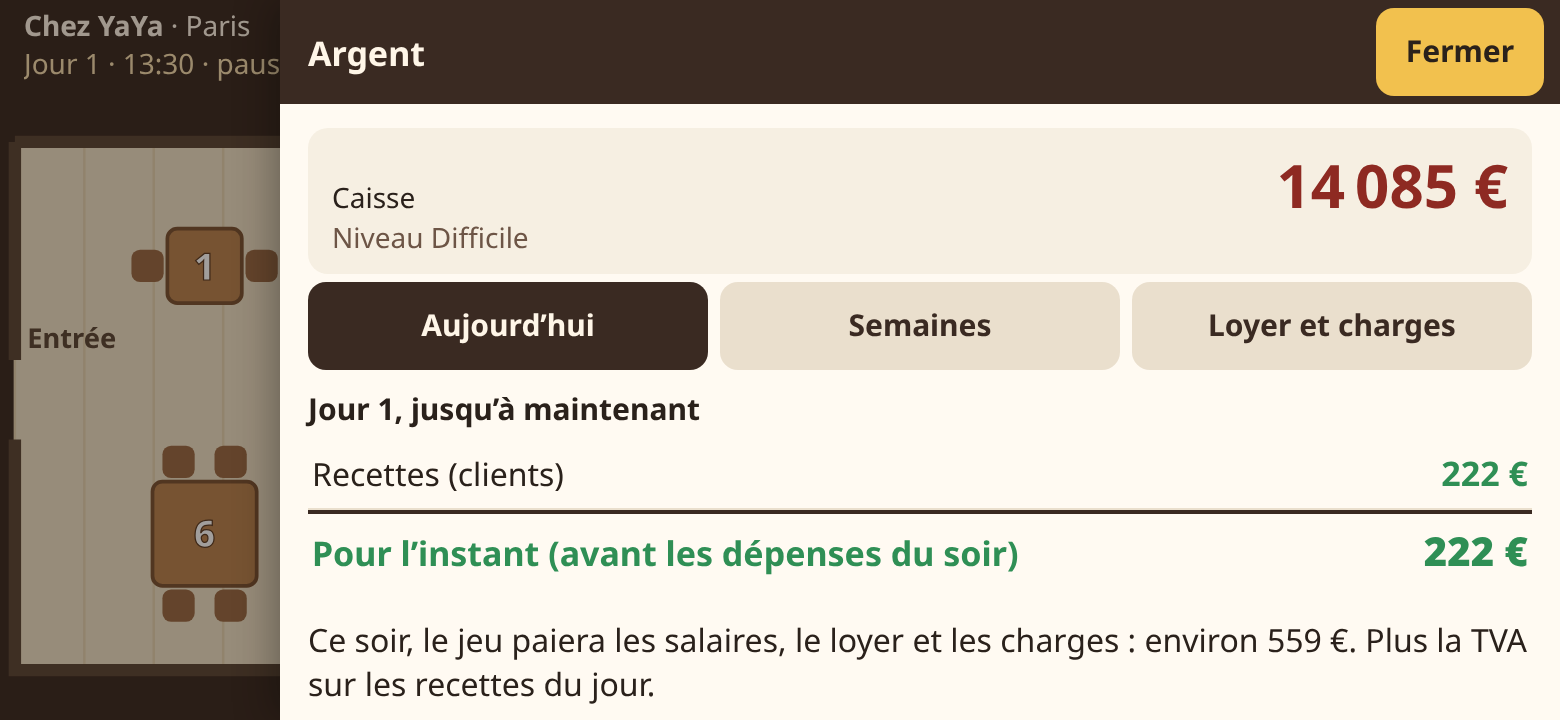 Chez YaYa · Paris
Jour 1 · 13:30 · paus
Argent
Fermer
Entrée
1
6
Caisse
Niveau Difficile
14 085 €
Aujourd’hui
Semaines
Loyer et charges
Jour 1, jusqu’à maintenant
Recettes (clients)
222 €
Pour l’instant (avant les dépenses du soir)
222 €
Ce soir, le jeu paiera les salaires, le loyer et les charges : environ 559 €. Plus la TVA
sur les recettes du jour.